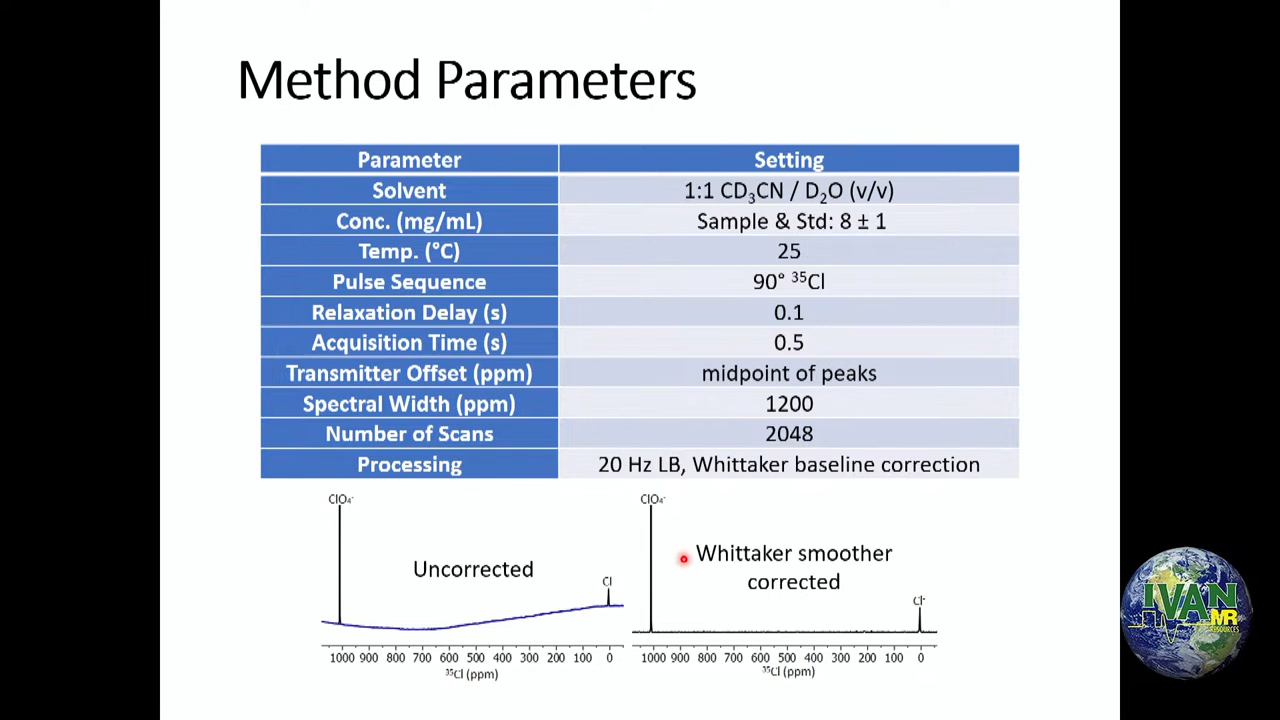 Method Parameters
Parameter Setting
Solvent 1:1 CD₃CN / D₂O (v/v)
Conc. (mg/mL) Sample & Std: 8 ± 1
Temp. (°C) 25
Pulse Sequence 90° ³⁵Cl
Relaxation Delay (s) 0.1
Acquisition Time (s) 0.5
Transmitter Offset (ppm) midpoint of peaks
Spectral Width (ppm) 1200
Number of Scans 2048
Processing 20 Hz LB, Whittaker baseline correction
ClO₄⁻
Uncorrected
Cl
1000 900 800 700 600 500 400 300 200 100 0
³⁵Cl (ppm)
ClO₄⁻
Whittaker smoother
corrected
Cl⁻
1000 900 800 700 600 500 400 300 200 100 0
³⁵Cl (ppm)
IVAN
MR
RESOURCES